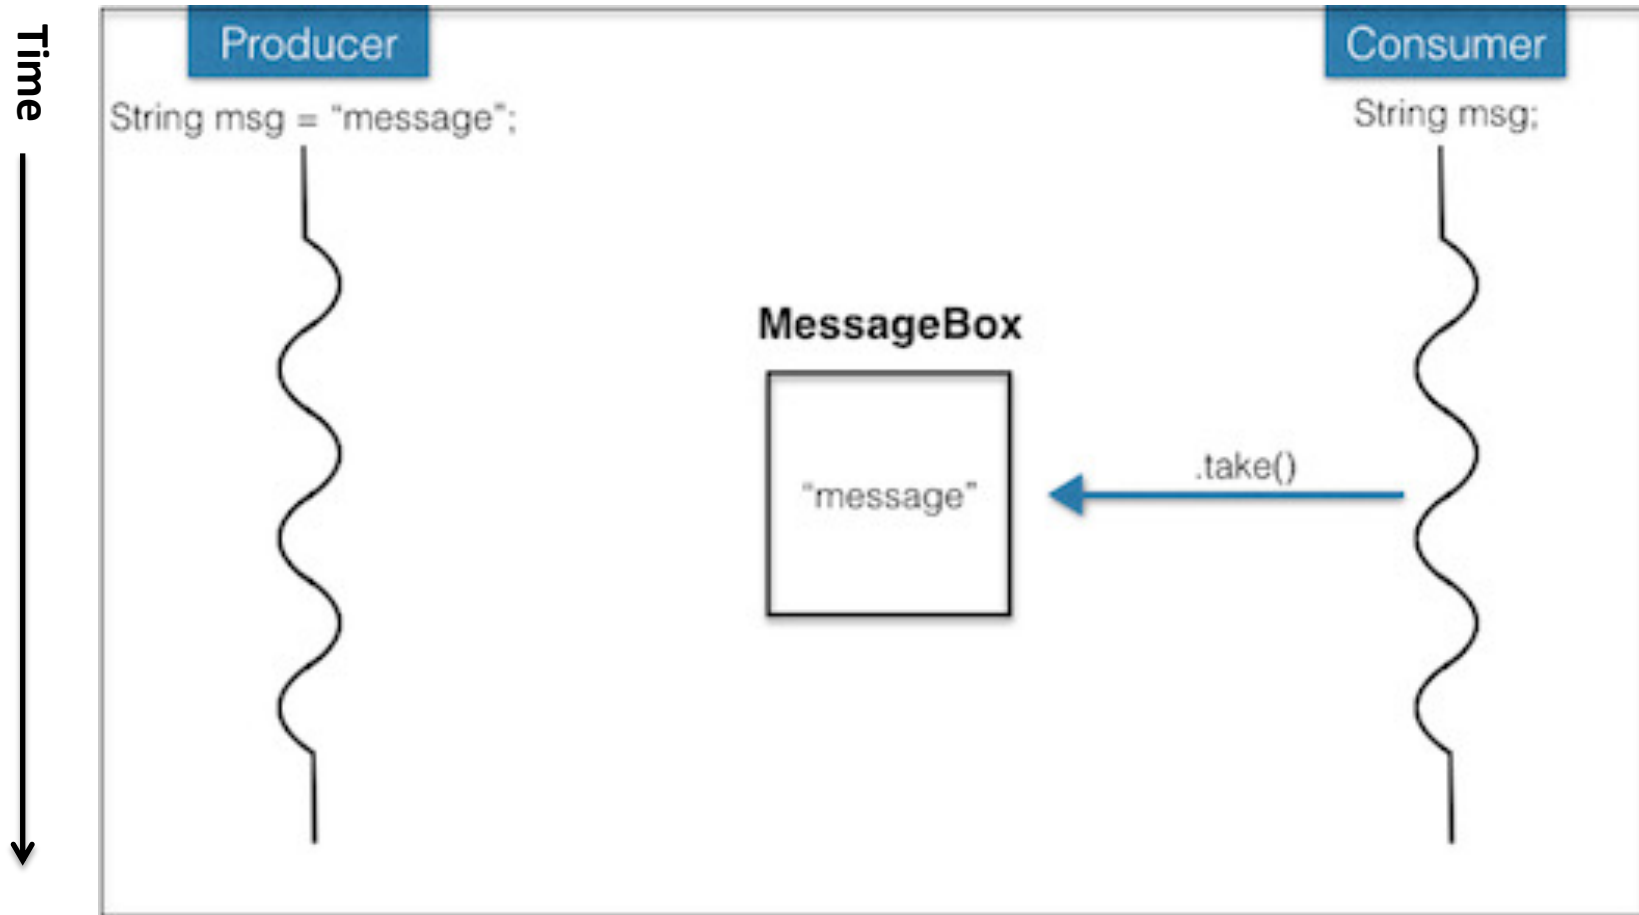 Time
Producer
Consumer
String msg = “message”;
String msg;
MessageBox
“message”
.take()